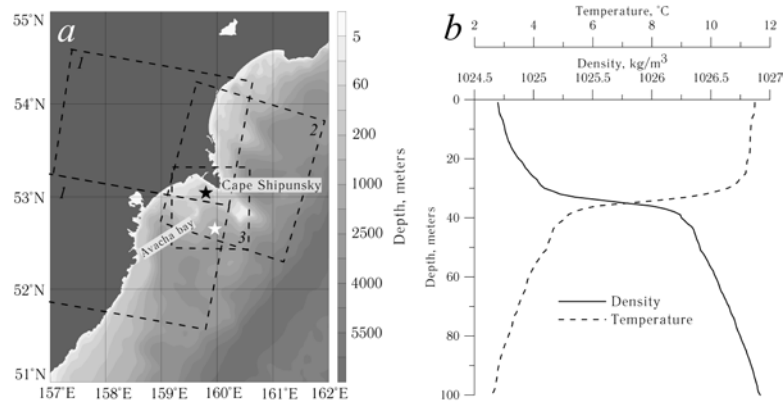 a
55°N
54°N
53°N
52°N
51°N
157°E 158°E 159°E 160°E 161°E 162°E
1
2
1
3
Cape Shipunsky
Avacha bay
5
60
200
1000
2500
4000
5500
Depth, meters
b
2 4 6 8 10 12
Temperature, °C
Density, kg/m³
1024.5 1025 1025.5 1026 1026.5 1027
0
20
40
60
80
100
Depth, meters
Density
Temperature